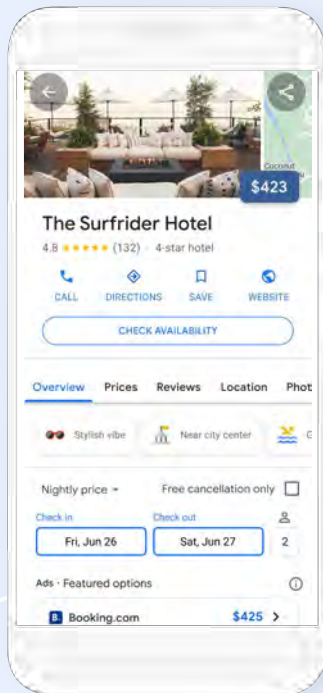 Coconut
$423
The Surfrider Hotel
4.8 ★★★★★ (132) · 4-star hotel
CALL DIRECTIONS SAVE WEBSITE
CHECK AVAILABILITY
Overview Prices Reviews Location Phot
Stylish vibe Near city center G
Nightly price Free cancellation only
Check in Check out
Fri, Jun 26 Sat, Jun 27 2
Ads · Featured options
B. Booking.com $425 >